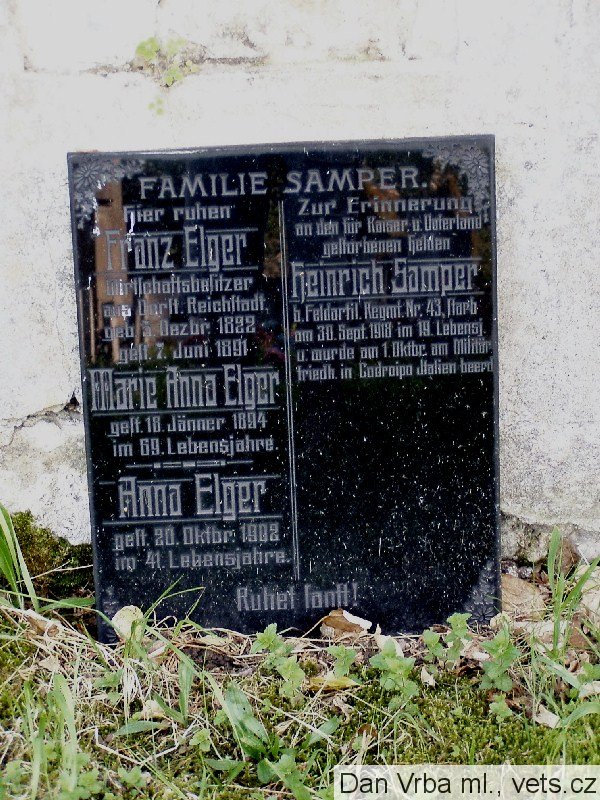 FAMILIE SAMPER.
Hier ruhen
Franz Elger
Wirtschaftsbesitzer
aus Dorft Reichstadt
geb. 5. Dezbr. 1822
gest. 7. Juni 1891.
Marie Anna Elger
gest. 18. Jänner 1894
im 69. Lebensjahre.
Anna Elger
gest. 20. Oktbr. 1902
im 41. Lebensjahre.
Zur Erinnerung
an den für Kaiser u. Vaterland
gestorbenen Helden
Heinrich Samper
b. Feldartil. Regmt. Nr. 43, starb
am 30. Sept. 1918 im 19. Lebensj.
u. wurde am 1. Oktbr. am Militär
friedh. in Codroipo Italien beerd.
Ruhet sanft!
Dan Vrba ml., vets.cz